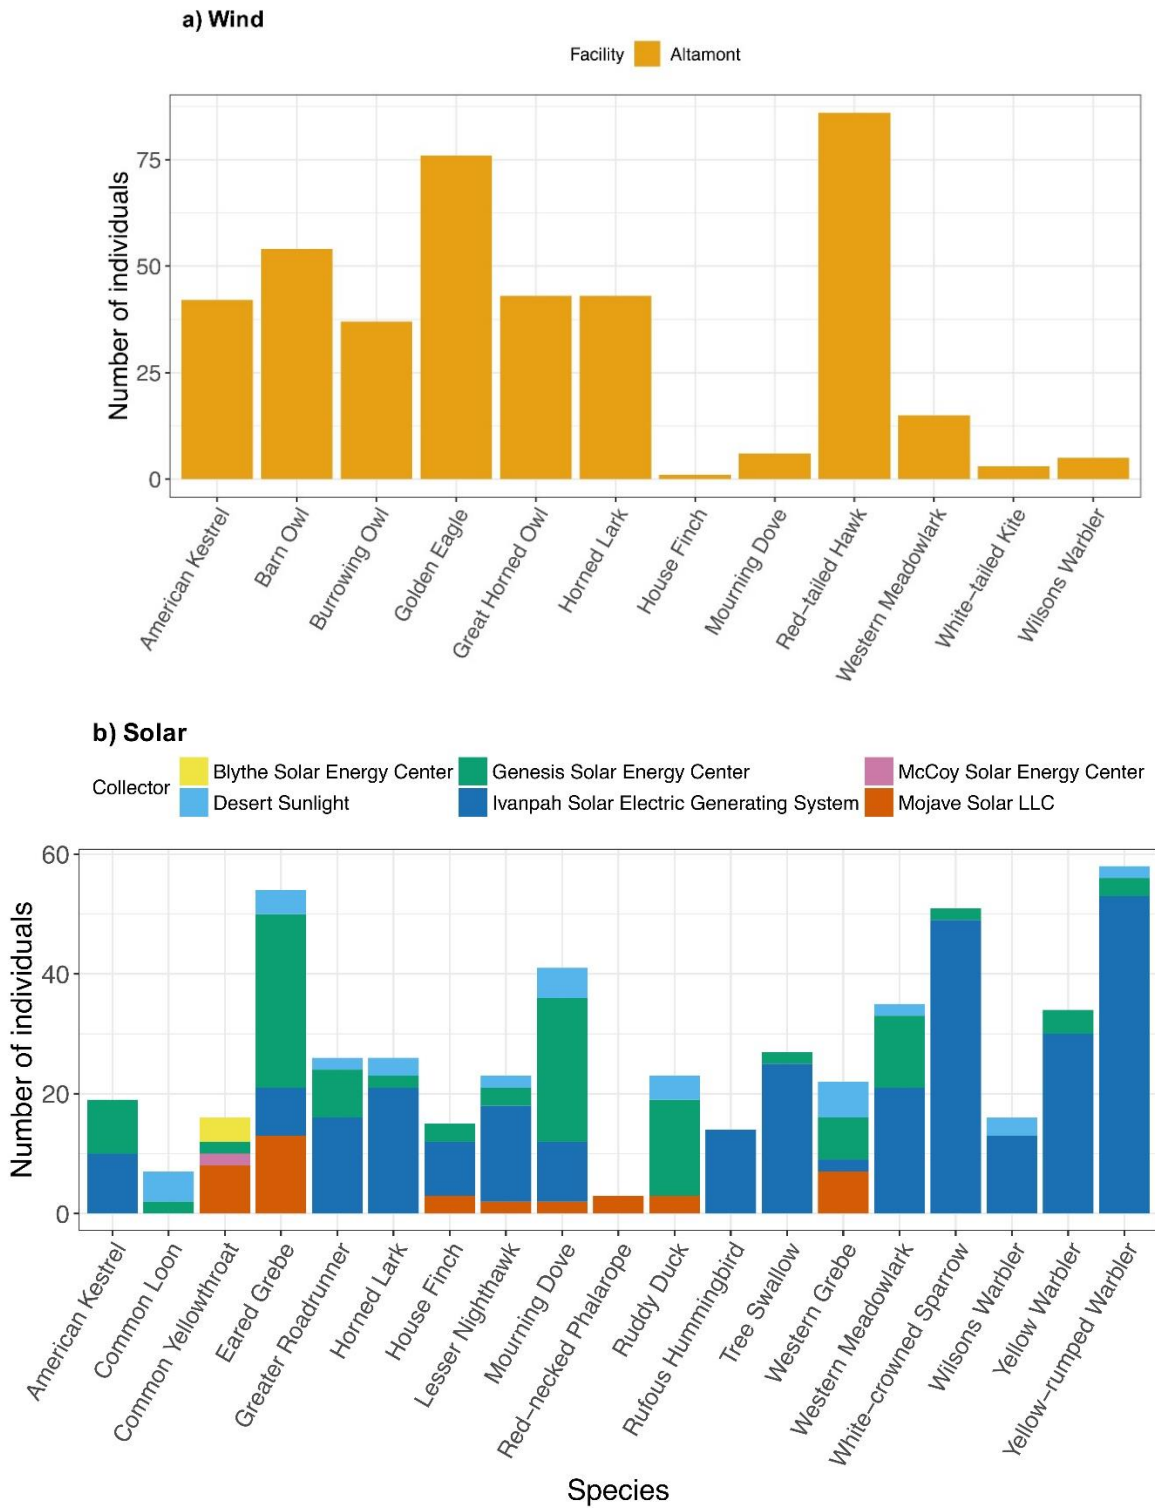 a) Wind
Facility Altamont
Number of individuals
75
50
25
0
American Kestrel
Barn Owl
Burrowing Owl
Golden Eagle
Great Horned Owl
Horned Lark
House Finch
Mourning Dove
Red-tailed Hawk
Western Meadowlark
White-tailed Kite
Wilsons Warbler
b) Solar
Collector
Blythe Solar Energy Center Genesis Solar Energy Center McCoy Solar Energy Center
Desert Sunlight Ivanpah Solar Electric Generating System Mojave Solar LLC
Number of individuals
60
40
20
0
American Kestrel
Common Loon
Common Yellowthroat
Eared Grebe
Greater Roadrunner
Horned Lark
House Finch
Lesser Nighthawk
Mourning Dove
Red-necked Phalarope
Ruddy Duck
Rufous Hummingbird
Tree Swallow
Western Grebe
Western Meadowlark
White-crowned Sparrow
Wilsons Warbler
Yellow Warbler
Yellow-rumped Warbler
Species